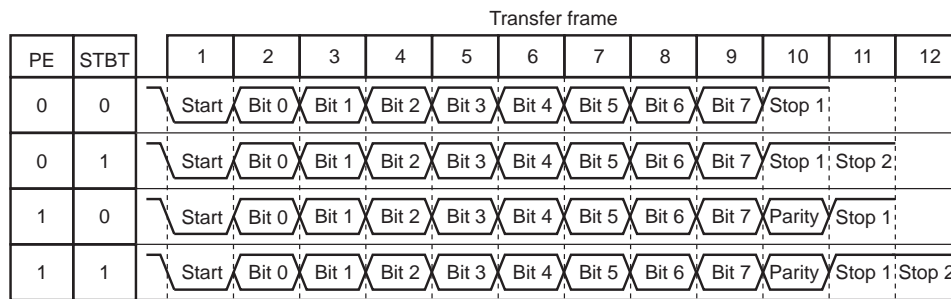 Transfer frame
PE STBT 1 2 3 4 5 6 7 8 9 10 11 12
0 0 Start Bit 0 Bit 1 Bit 2 Bit 3 Bit 4 Bit 5 Bit 6 Bit 7 Stop 1
0 1 Start Bit 0 Bit 1 Bit 2 Bit 3 Bit 4 Bit 5 Bit 6 Bit 7 Stop 1 Stop 2
1 0 Start Bit 0 Bit 1 Bit 2 Bit 3 Bit 4 Bit 5 Bit 6 Bit 7 Parity Stop 1
1 1 Start Bit 0 Bit 1 Bit 2 Bit 3 Bit 4 Bit 5 Bit 6 Bit 7 Parity Stop 1 Stop 2